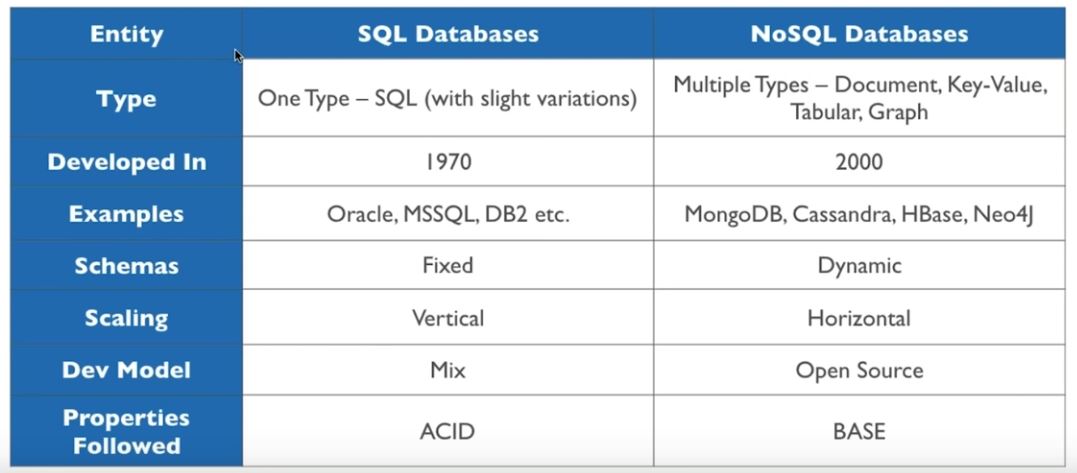 Entity SQL Databases NoSQL Databases
Type One Type – SQL (with slight variations) Multiple Types – Document, Key-Value,
Tabular, Graph
Developed In 1970 2000
Examples Oracle, MSSQL, DB2 etc. MongoDB, Cassandra, HBase, Neo4J
Schemas Fixed Dynamic
Scaling Vertical Horizontal
Dev Model Mix Open Source
Properties
Followed ACID BASE